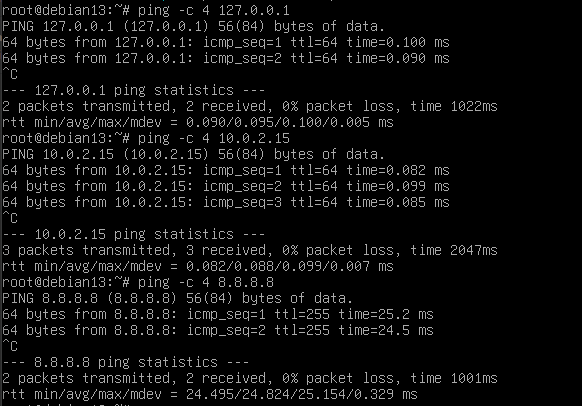 root@debian13:~# ping -c 4 127.0.0.1
PING 127.0.0.1 (127.0.0.1) 56(84) bytes of data.
64 bytes from 127.0.0.1: icmp_seq=1 ttl=64 time=0.100 ms
64 bytes from 127.0.0.1: icmp_seq=2 ttl=64 time=0.090 ms
^C
--- 127.0.0.1 ping statistics ---
2 packets transmitted, 2 received, 0% packet loss, time 1022ms
rtt min/avg/max/mdev = 0.090/0.095/0.100/0.005 ms
root@debian13:~# ping -c 4 10.0.2.15
PING 10.0.2.15 (10.0.2.15) 56(84) bytes of data.
64 bytes from 10.0.2.15: icmp_seq=1 ttl=64 time=0.082 ms
64 bytes from 10.0.2.15: icmp_seq=2 ttl=64 time=0.099 ms
64 bytes from 10.0.2.15: icmp_seq=3 ttl=64 time=0.085 ms
^C
--- 10.0.2.15 ping statistics ---
3 packets transmitted, 3 received, 0% packet loss, time 2047ms
rtt min/avg/max/mdev = 0.082/0.088/0.099/0.007 ms
root@debian13:~# ping -c 4 8.8.8.8
PING 8.8.8.8 (8.8.8.8) 56(84) bytes of data.
64 bytes from 8.8.8.8: icmp_seq=1 ttl=255 time=25.2 ms
64 bytes from 8.8.8.8: icmp_seq=2 ttl=255 time=24.5 ms
^C
--- 8.8.8.8 ping statistics ---
2 packets transmitted, 2 received, 0% packet loss, time 1001ms
rtt min/avg/max/mdev = 24.495/24.824/25.154/0.329 ms